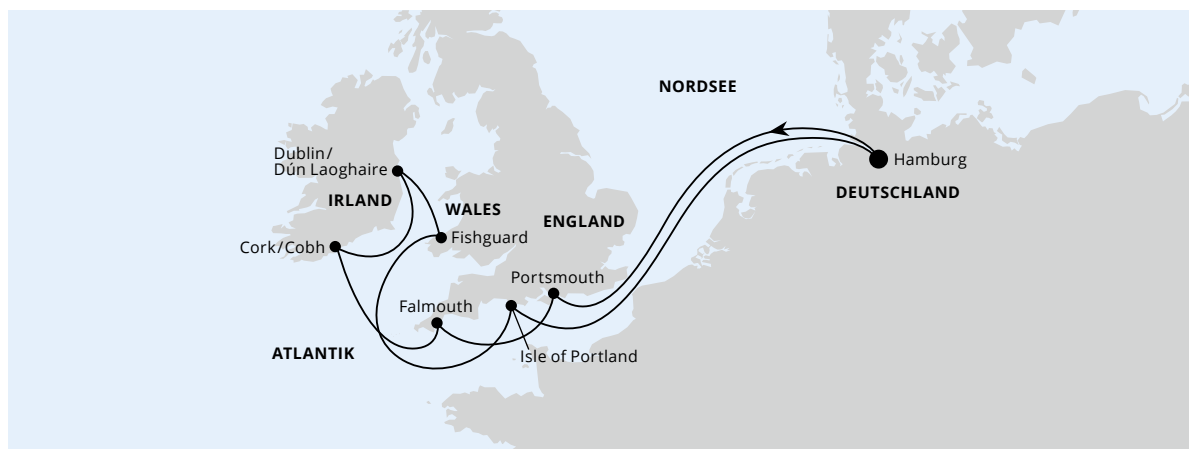 NORDSEE
Dublin/
Dún Laoghaire
Hamburg
DEUTSCHLAND
IRLAND
WALES
ENGLAND
Cork/Cobh
Fishguard
Portsmouth
Falmouth
ATLANTIK
Isle of Portland